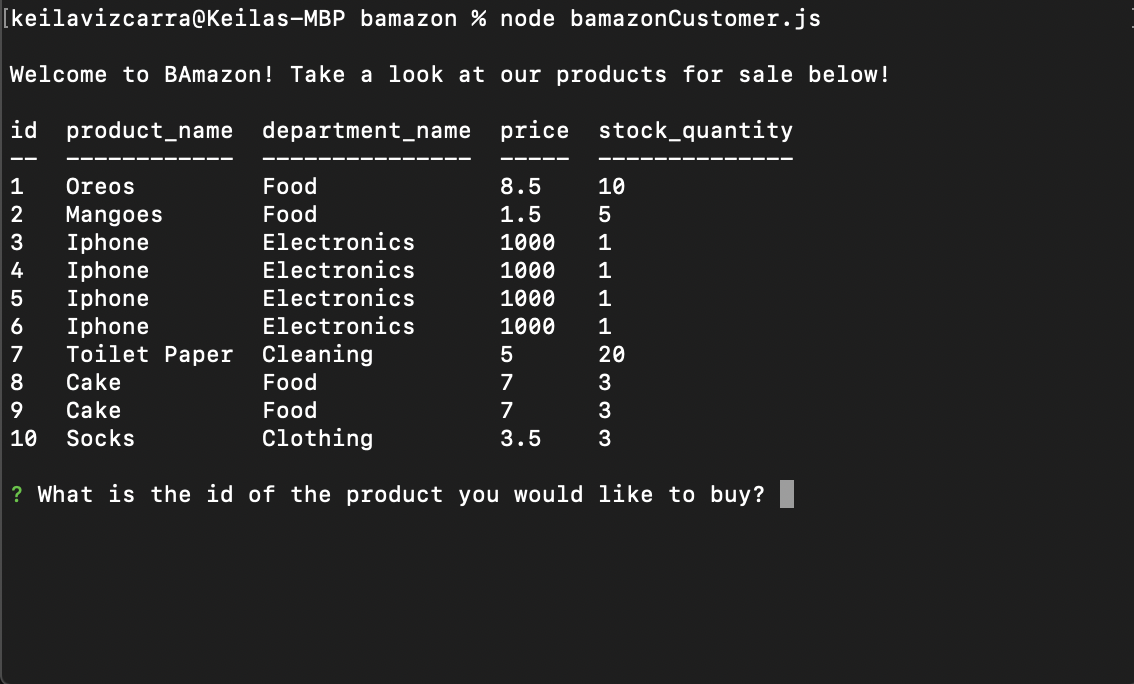 [keilavizcarra@Keilas-MBP bamazon % node bamazonCustomer.js ]
Welcome to BAmazon! Take a look at our products for sale below!
id  product_name  department_name  price  stock_quantity
--  ------------  ---------------  -----  --------------
1   Oreos         Food             8.5    10
2   Mangoes       Food             1.5    5
3   Iphone        Electronics      1000   1
4   Iphone        Electronics      1000   1
5   Iphone        Electronics      1000   1
6   Iphone        Electronics      1000   1
7   Toilet Paper  Cleaning         5      20
8   Cake          Food             7      3
9   Cake          Food             7      3
10  Socks         Clothing         3.5    3
? What is the id of the product you would like to buy?